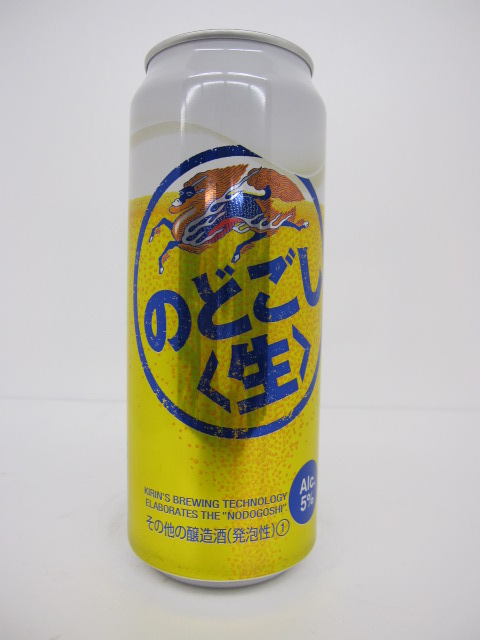 のどごし
〈生〉
Alc.
5%
KIRIN'S BREWING TECHNOLOGY
ELABORATES THE "NODOGOSHI".
その他の醸造酒(発泡性)①